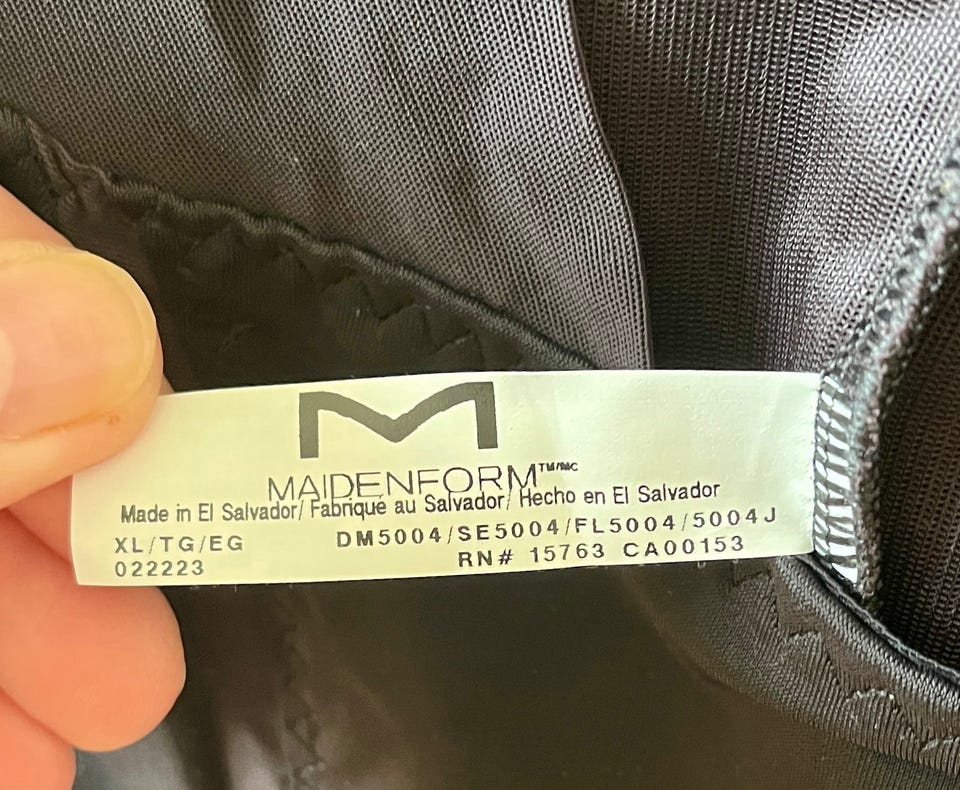 M
MAIDENFORM™/MC
Made in El Salvador/ Fabriqué au Salvador/ Hecho en El Salvador
XL/TG/EG DM5004/SE5004/FL5004/5004J
022223 RN# 15763 CA00153